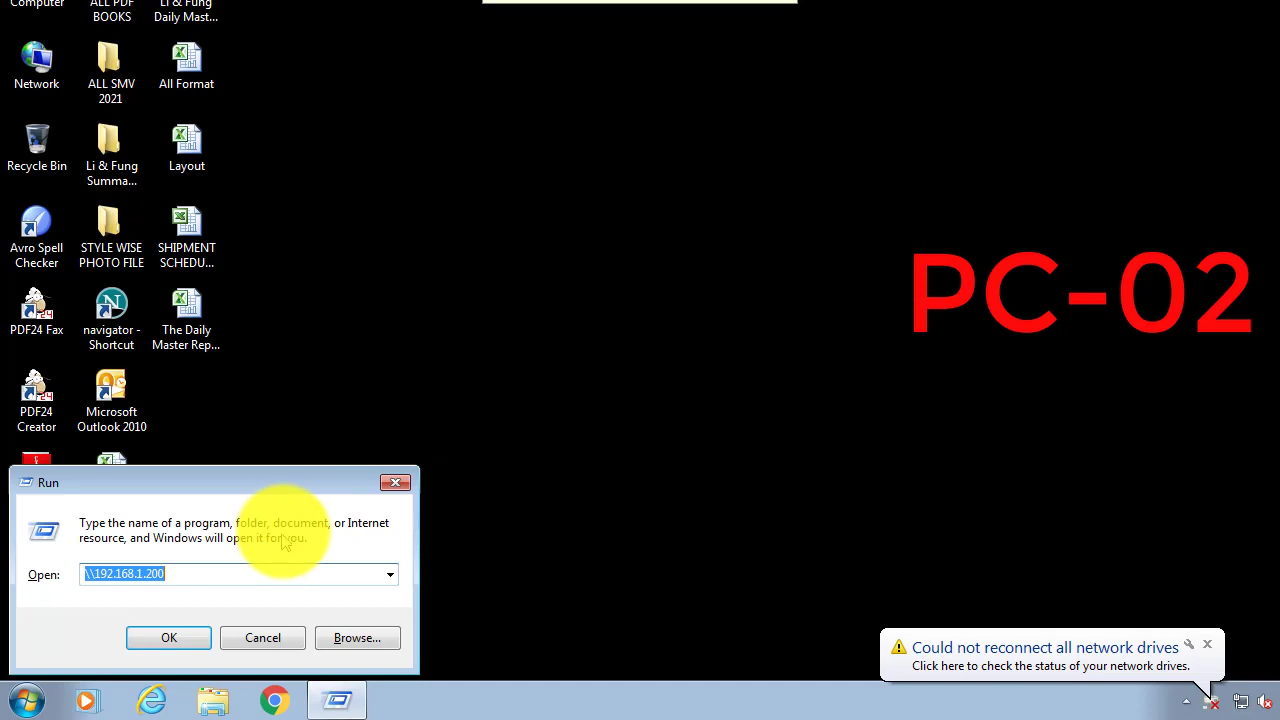 Computer
ALL PDF
BOOKS
Li & Fung
Daily Mast...
Network
ALL SMV
2021
All Format
Recycle Bin
Li & Fung
Summa...
Layout
Avro Spell
Checker
STYLE WISE
PHOTO FILE
SHIPMENT
SCHEDU...
PDF24 Fax
navigator -
Shortcut
The Daily
Master Rep...
PDF24
Creator
Microsoft
Outlook 2010
PC-02
Run
Type the name of a program, folder, document, or Internet
resource, and Windows will open it for you.
Open:
\\192.168.1.200
OK
Cancel
Browse...
Could not reconnect all network drives
Click here to check the status of your network drives.